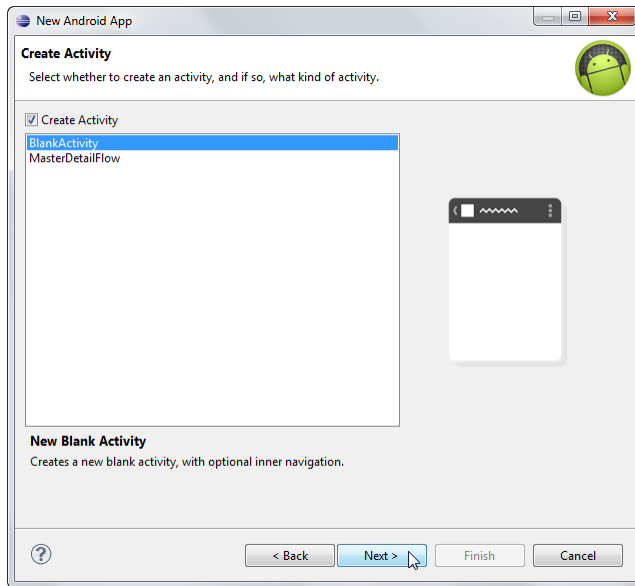 New Android App
Create Activity
Select whether to create an activity, and if so, what kind of activity.
Create Activity
BlankActivity
MasterDetailFlow
New Blank Activity
Creates a new blank activity, with optional inner navigation.
?
< Back
Next >
Finish
Cancel